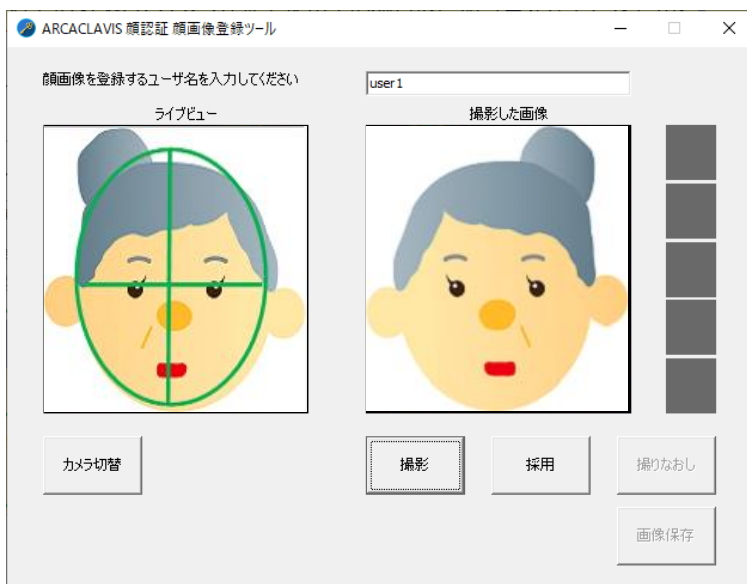 ARCACLAVIS 顔認証 顔画像登録ツール
顔画像を登録するユーザ名を入力してください
user1
ライブビュー
撮影した画像
カメラ切替
撮影
採用
撮りなおし
画像保存